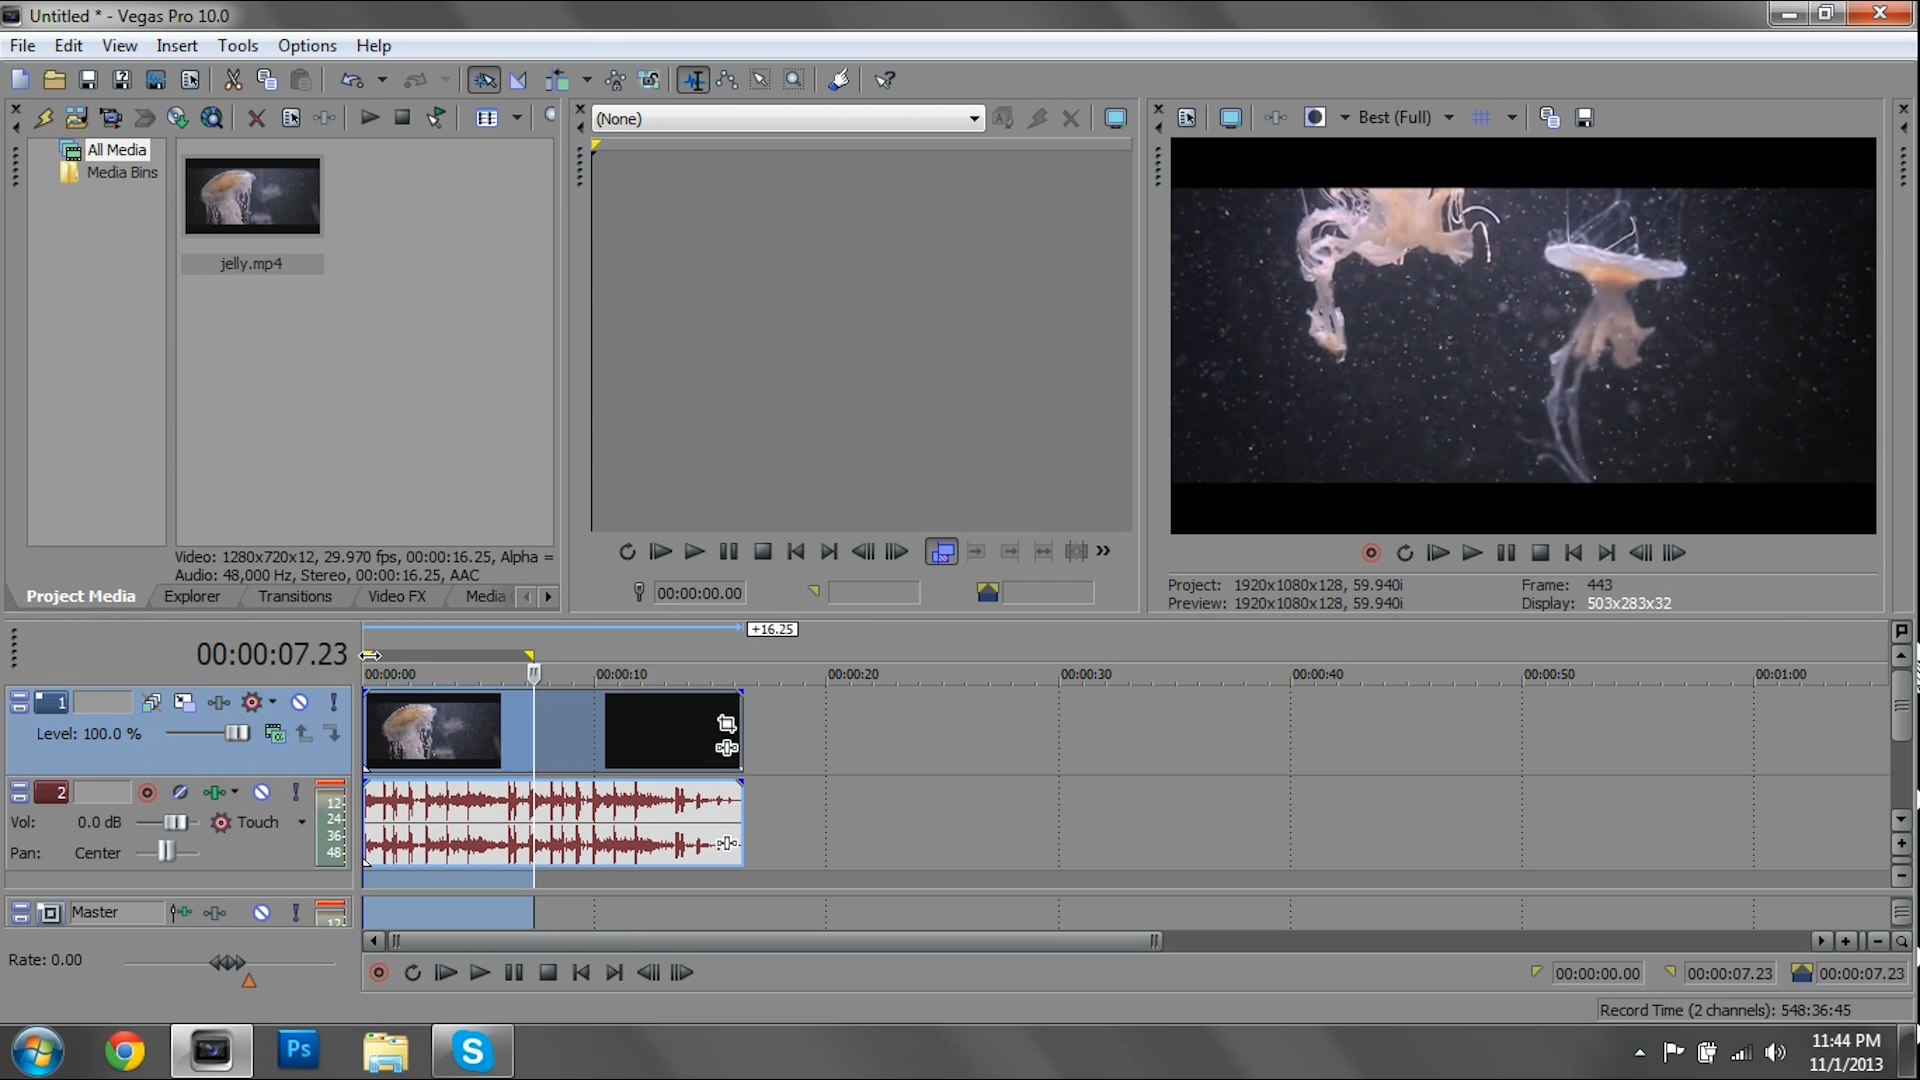 Untitled * - Vegas Pro 10.0
File Edit View Insert Tools Options Help
(None)
Best (Full)
All Media
Media Bins
jelly.mp4
Video: 1280x720x12, 29.970 fps, 00:00:16.25, Alpha =
Audio: 48,000 Hz, Stereo, 00:00:16.25, AAC
Project Media Explorer Transitions Video FX Media
00:00:00.00
Project: 1920x1080x128, 59.940i Frame: 443
Preview: 1920x1080x128, 59.940i Display: 503x283x32
+16.25
00:00:07.23
00:00:00 00:00:10 00:00:20 00:00:30 00:00:40 00:00:50 00:01:00
1
Level: 100.0 %
2
Vol: 0.0 dB Touch
Pan: Center
12
24
36
48
Master
12
Rate: 0.00
00:00:00.00 00:00:07.23 00:00:07.23
Record Time (2 channels): 548:36:45
Ps
S
11:44 PM
11/1/2013